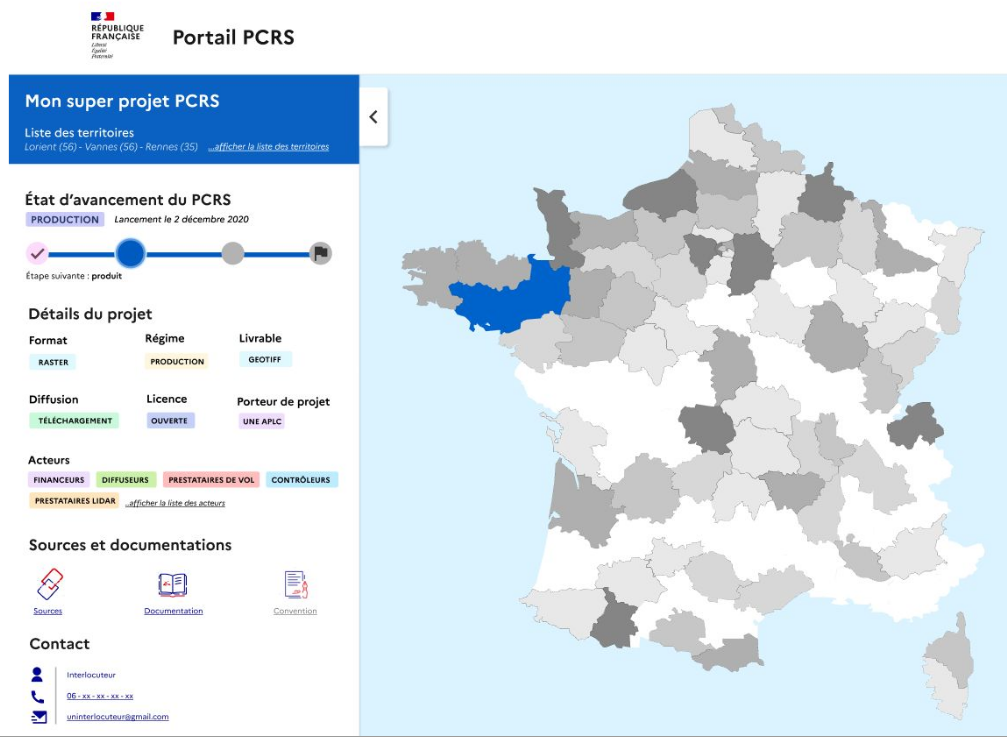 RÉPUBLIQUE
FRANÇAISE
Liberté
Égalité
Fraternité
Portail PCRS
Mon super projet PCRS
Liste des territoires
Lorient (56) - Vannes (56) - Rennes (35) ...afficher la liste des territoires
État d’avancement du PCRS
PRODUCTION Lancement le 2 décembre 2020
Étape suivante : produit
Détails du projet
Format Régime Livrable
RASTER PRODUCTION GEOTIFF
Diffusion Licence Porteur de projet
TÉLÉCHARGEMENT OUVERTE UNE APLC
Acteurs
FINANCEURS DIFFUSEURS PRESTATAIRES DE VOL CONTRÔLEURS
PRESTATAIRES LIDAR ...afficher la liste des acteurs
Sources et documentations
Sources Documentation Convention
Contact
Interlocuteur
06 - xx - xx - xx - xx
uninterlocuteur@gmail.com